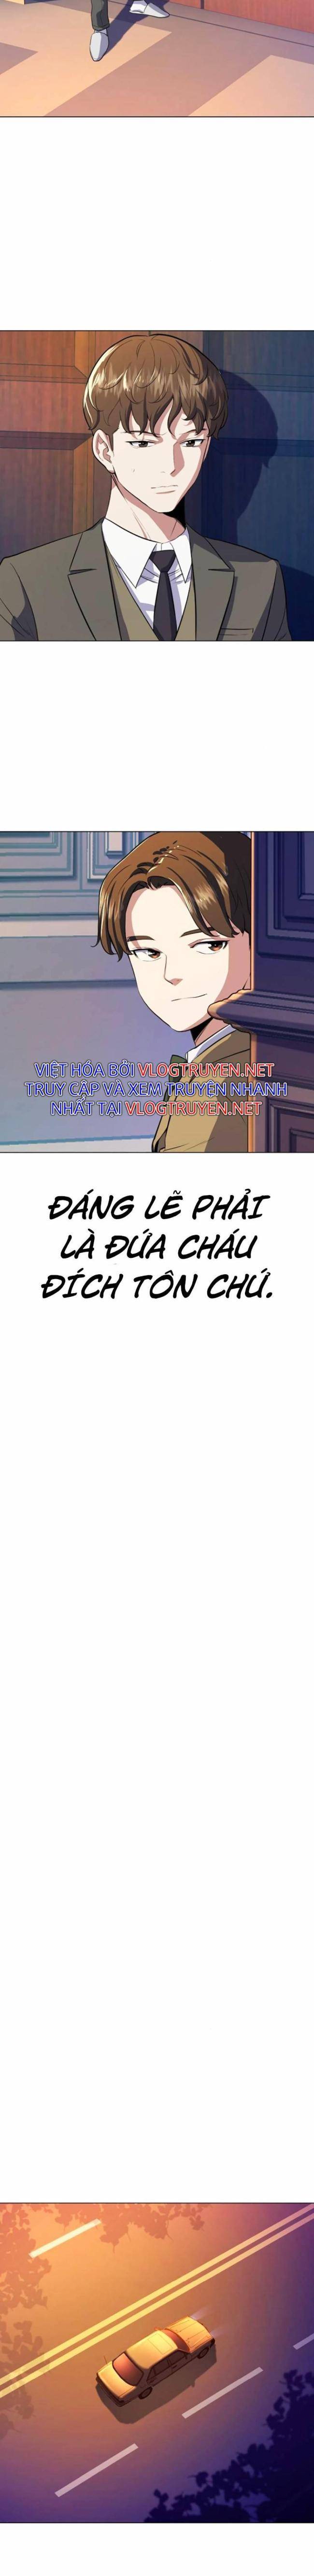 VIỆT HÓA BỞI VLOGTRUYEN.NET
TRUY CẬP VÀ XEM TRUYỆN NHANH
NHẤT TẠI VLOGTRUYEN.NET
ĐÁNG LẼ PHẢI
LÀ ĐỨA CHÁU
ĐÍCH TÔN CHỨ.